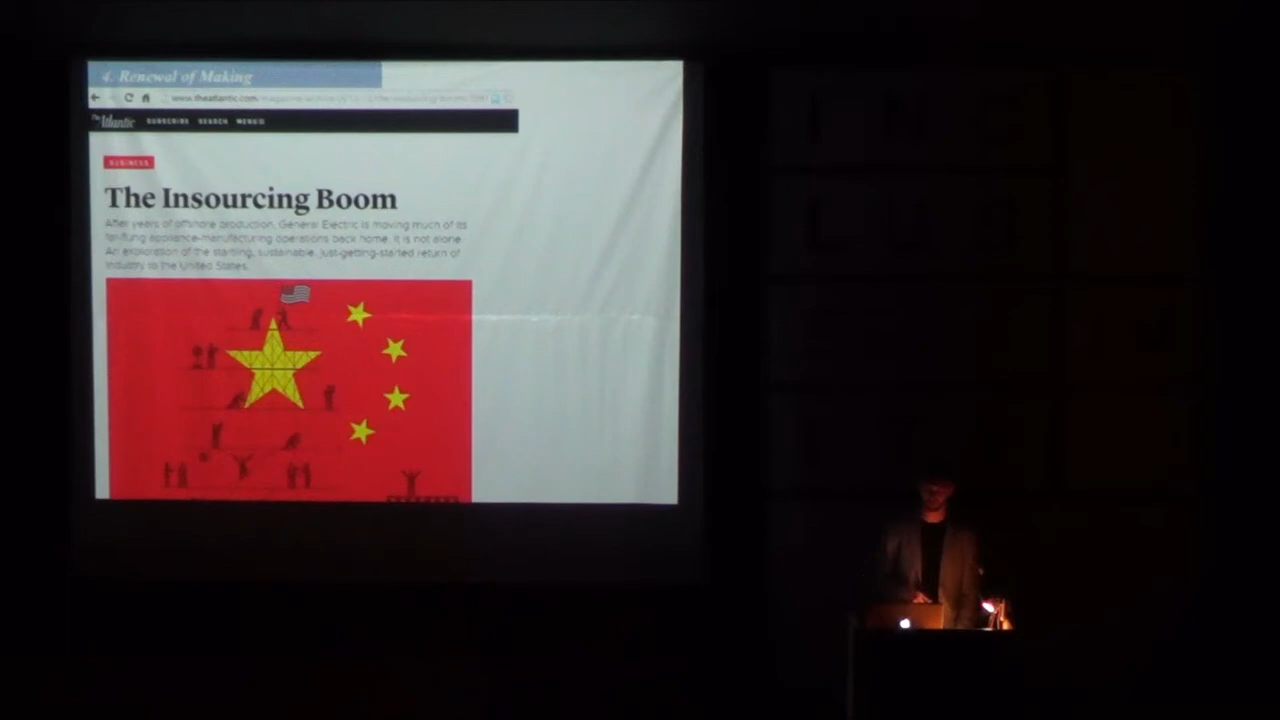 4. Renewal of Making
www.theatlantic.com
The Atlantic SUBSCRIBE SEARCH MENU
BUSINESS
The Insourcing Boom
After years of offshore production, General Electric is moving much of its
far-flung appliance-manufacturing operations back home. It is not alone.
An exploration of the startling, sustainable, just-getting-started return of
industry to the United States.